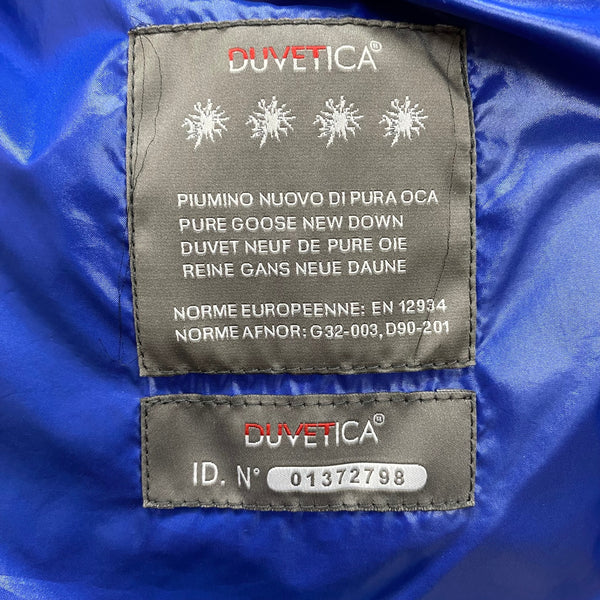 DUVETICA®
PIUMINO NUOVO DI PURA OCA
PURE GOOSE NEW DOWN
DUVET NEUF DE PURE OIE
REINE GANS NEUE DAUNE
NORME EUROPEENNE: EN 12934
NORME AFNOR: G32-003, D90-201
DUVETICA®
ID. N° 01372798